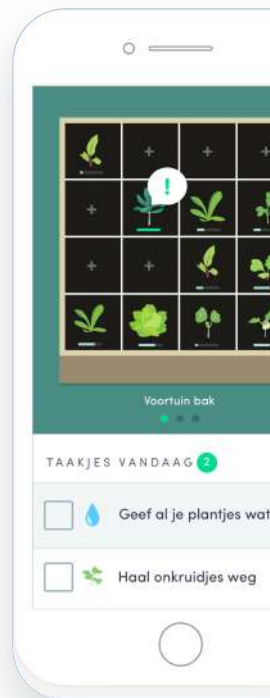 !
Voortuin bak
TAAKJES VANDAAG 2
Geef al je plantjes wat
Haal onkruidjes weg